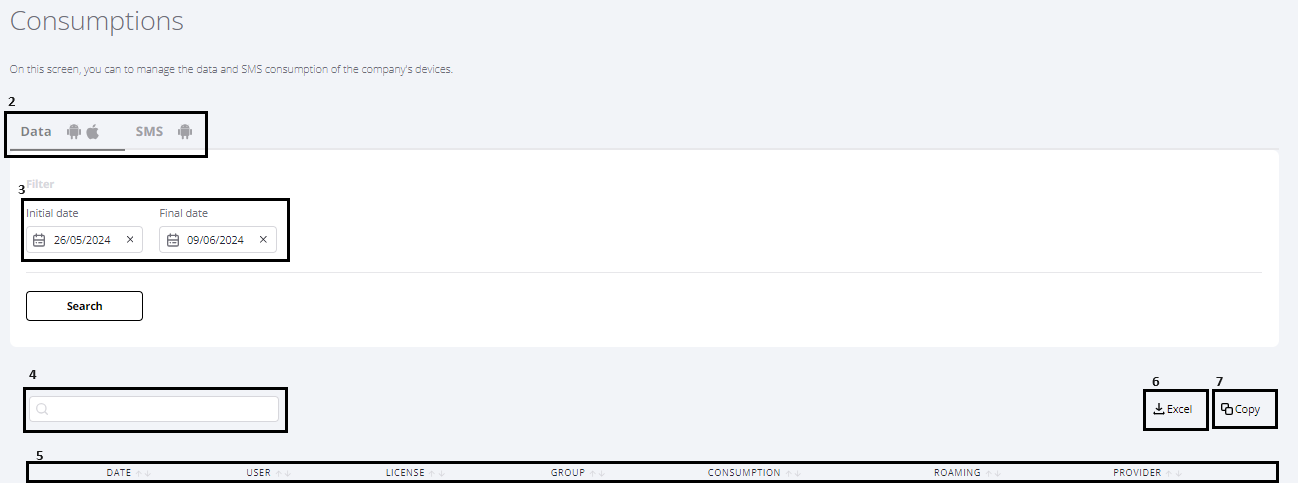 Consumptions
On this screen, you can to manage the data and SMS consumption of the company's devices.
2
Data SMS
Filter
3
Initial date Final date
26/05/2024 × 09/06/2024 ×
Search
4 6 7
Excel Copy
5
DATE USER LICENSE GROUP CONSUMPTION ROAMING PROVIDER